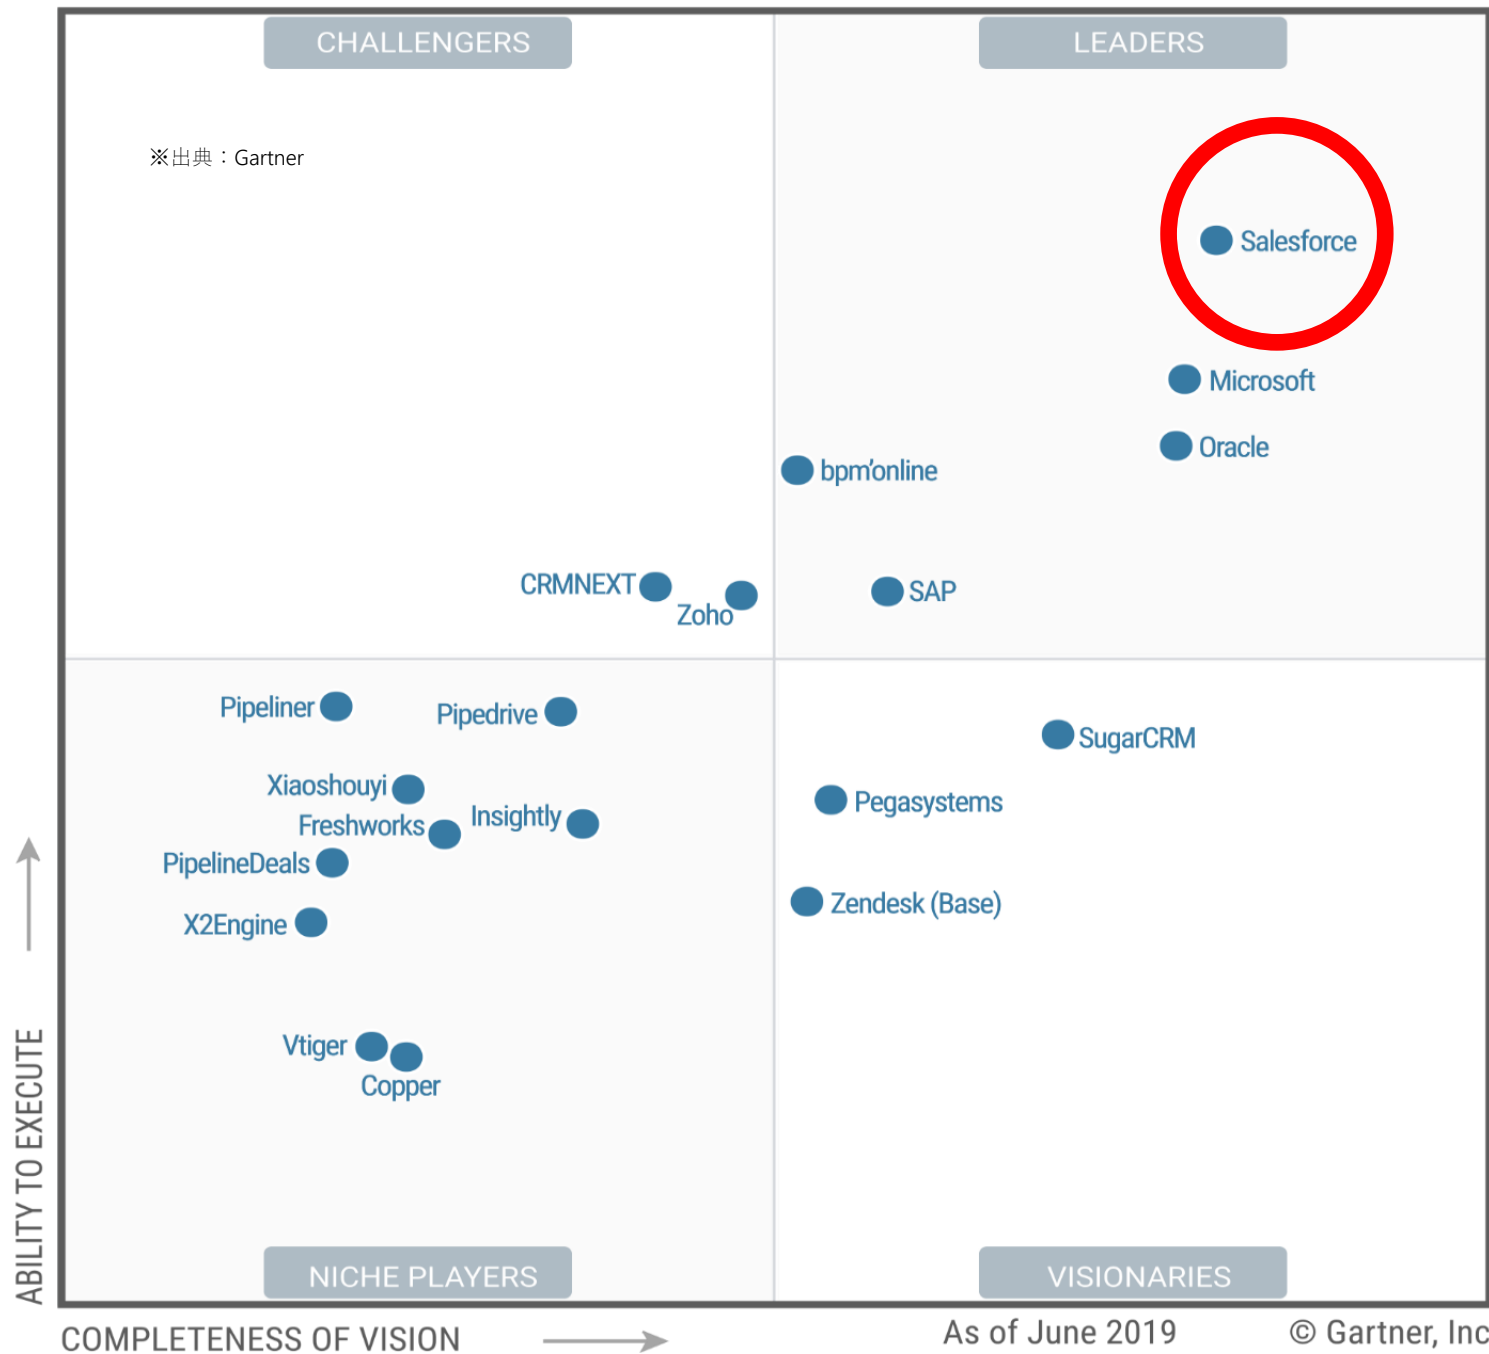 CHALLENGERS
LEADERS
※出典：Gartner
Salesforce
Microsoft
Oracle
bpm'online
CRMNEXT
Zoho
SAP
Pipeliner
Pipedrive
SugarCRM
Xiaoshouyi
Pegasystems
Freshworks
Insightly
PipelineDeals
Zendesk (Base)
X2Engine
Vtiger
Copper
ABILITY TO EXECUTE
NICHE PLAYERS
VISIONARIES
COMPLETENESS OF VISION
As of June 2019
© Gartner, Inc